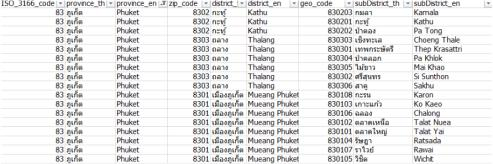 ISO_3166_code province_th province_en zip_code district_ district_en geo_code subDistrict_th subDistrict_en
83 ภูเก็ต Phuket 8302 กะทู้ Kathu 830203 กมลา Kamala
83 ภูเก็ต Phuket 8302 กะทู้ Kathu 830201 กะทู้ Kathu
83 ภูเก็ต Phuket 8302 กะทู้ Kathu 830202 ป่าตอง Pa Tong
83 ภูเก็ต Phuket 8303 ถลาง Thalang 830303 เชิงทะเล Choeng Thale
83 ภูเก็ต Phuket 8303 ถลาง Thalang 830301 เทพกระษัตรี Thep Krasattri
83 ภูเก็ต Phuket 8303 ถลาง Thalang 830304 ป่าคลอก Pa Khlok
83 ภูเก็ต Phuket 8303 ถลาง Thalang 830305 ไม้ขาว Mai Khao
83 ภูเก็ต Phuket 8303 ถลาง Thalang 830302 ศรีสุนทร Si Sunthon
83 ภูเก็ต Phuket 8303 ถลาง Thalang 830306 สาคู Sakhu
83 ภูเก็ต Phuket 8301 เมืองภูเก็ต Mueang Phuket 830108 กะรน Karon
83 ภูเก็ต Phuket 8301 เมืองภูเก็ต Mueang Phuket 830103 เกาะแก้ว Ko Kaeo
83 ภูเก็ต Phuket 8301 เมืองภูเก็ต Mueang Phuket 830106 ฉลอง Chalong
83 ภูเก็ต Phuket 8301 เมืองภูเก็ต Mueang Phuket 830102 ตลาดเหนือ Talat Nuea
83 ภูเก็ต Phuket 8301 เมืองภูเก็ต Mueang Phuket 830101 ตลาดใหญ่ Talat Yai
83 ภูเก็ต Phuket 8301 เมืองภูเก็ต Mueang Phuket 830104 รัษฎา Ratsada
83 ภูเก็ต Phuket 8301 เมืองภูเก็ต Mueang Phuket 830107 ราไวย์ Rawai
83 ภูเก็ต Phuket 8301 เมืองภูเก็ต Mueang Phuket 830105 วิชิต Wichit